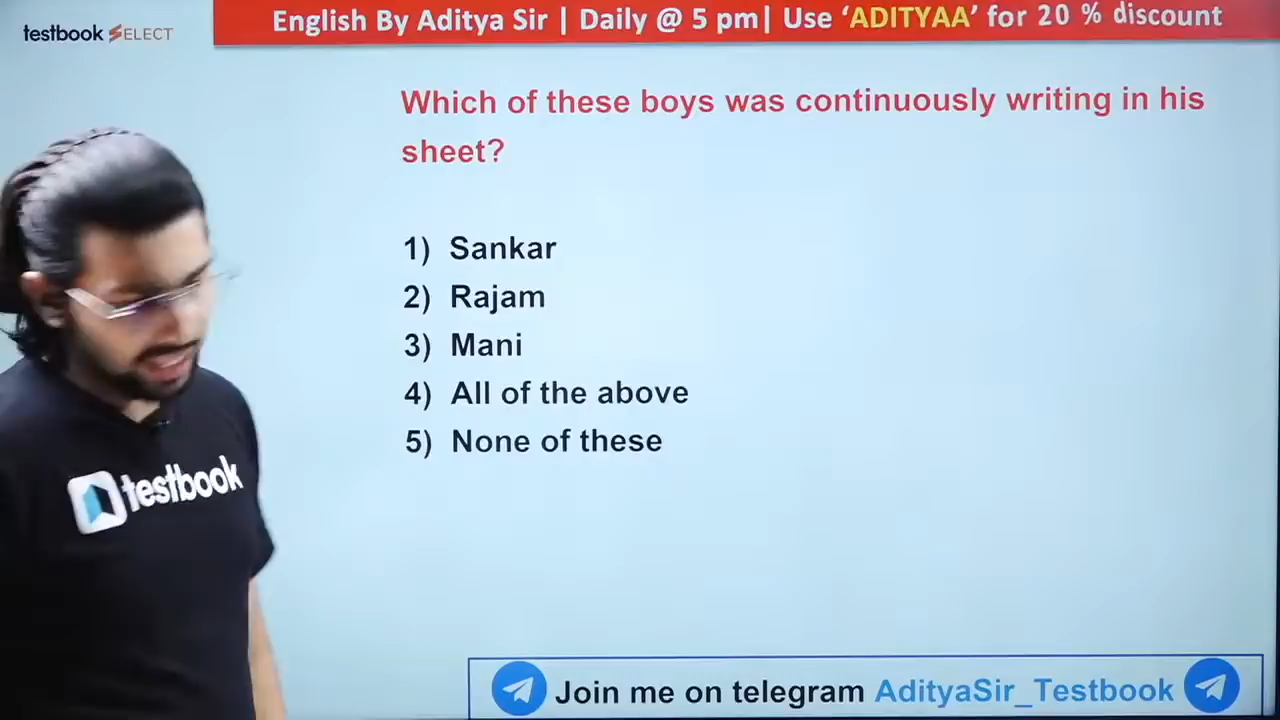 testbook SELECT
English By Aditya Sir | Daily @ 5 pm| Use ‘ADITYAA’ for 20 % discount
Which of these boys was continuously writing in his
sheet?
1) Sankar
2) Rajam
3) Mani
4) All of the above
5) None of these
testbook
Join me on telegram AdityaSir_Testbook